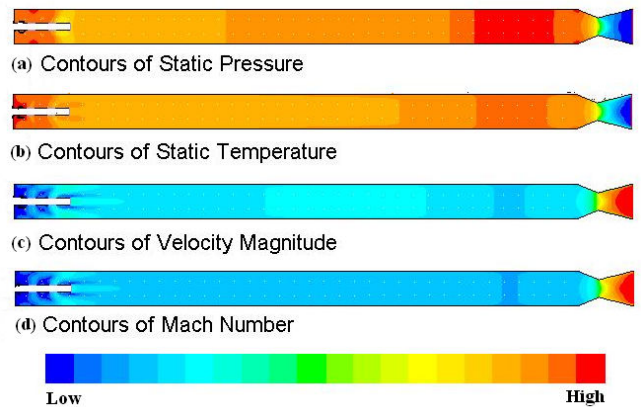 (a) Contours of Static Pressure
(b) Contours of Static Temperature
(c) Contours of Velocity Magnitude
(d) Contours of Mach Number
Low High